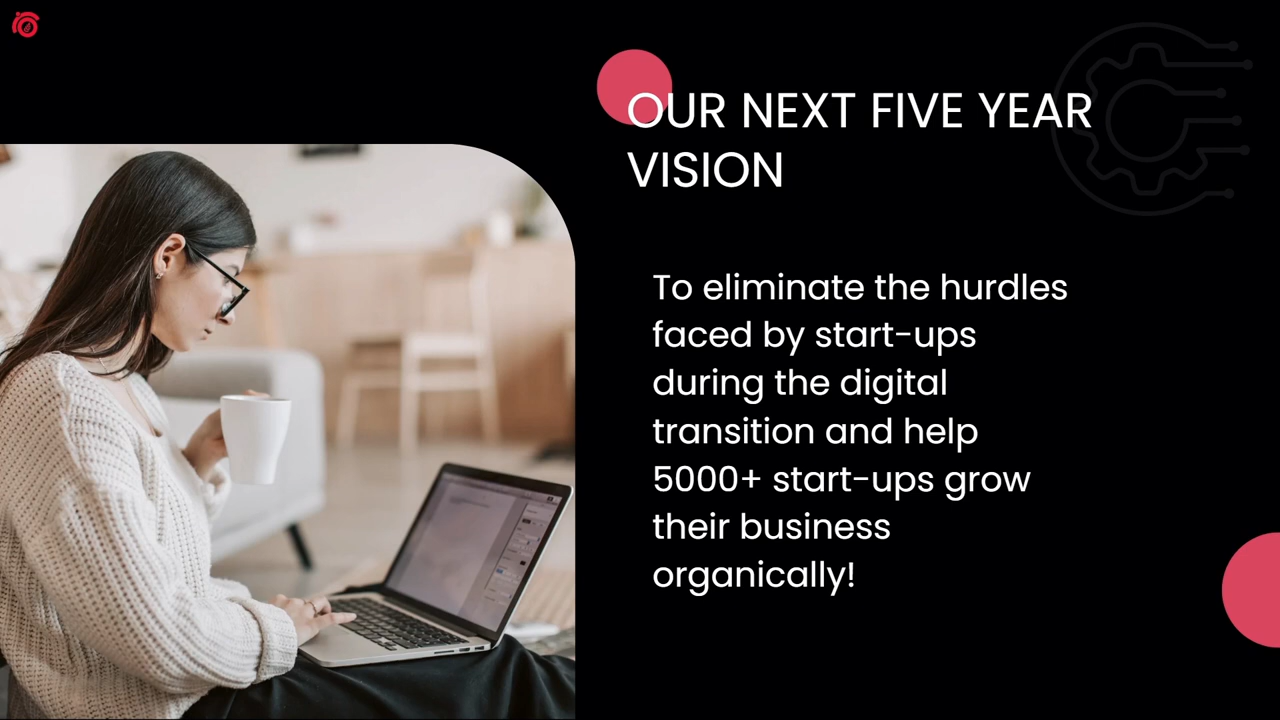 OUR NEXT FIVE YEAR
VISION
To eliminate the hurdles
faced by start-ups
during the digital
transition and help
5000+ start-ups grow
their business
organically!